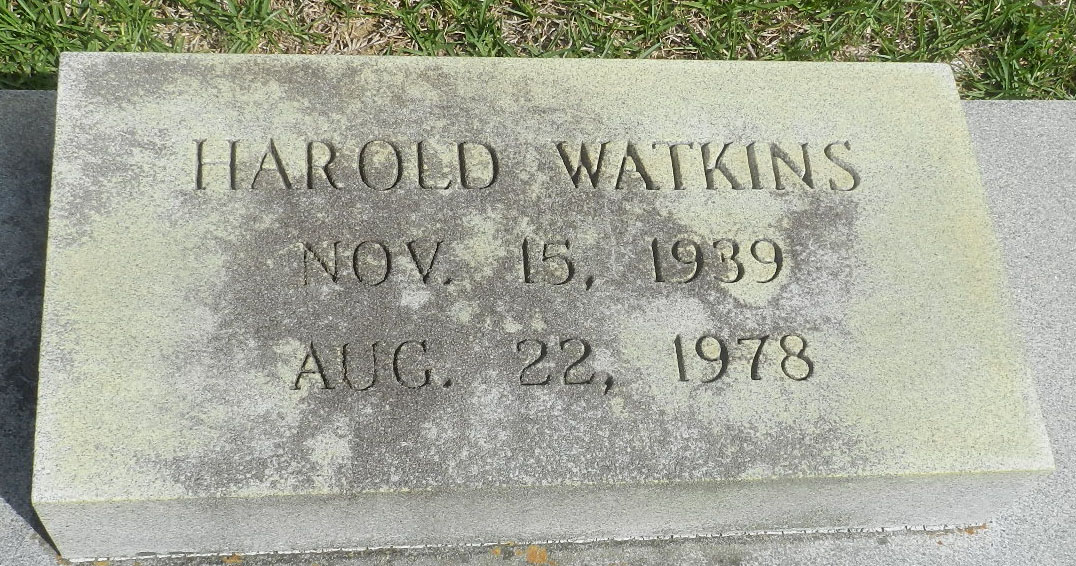 HAROLD WATKINS
NOV. 15, 1939
AUG. 22, 1978